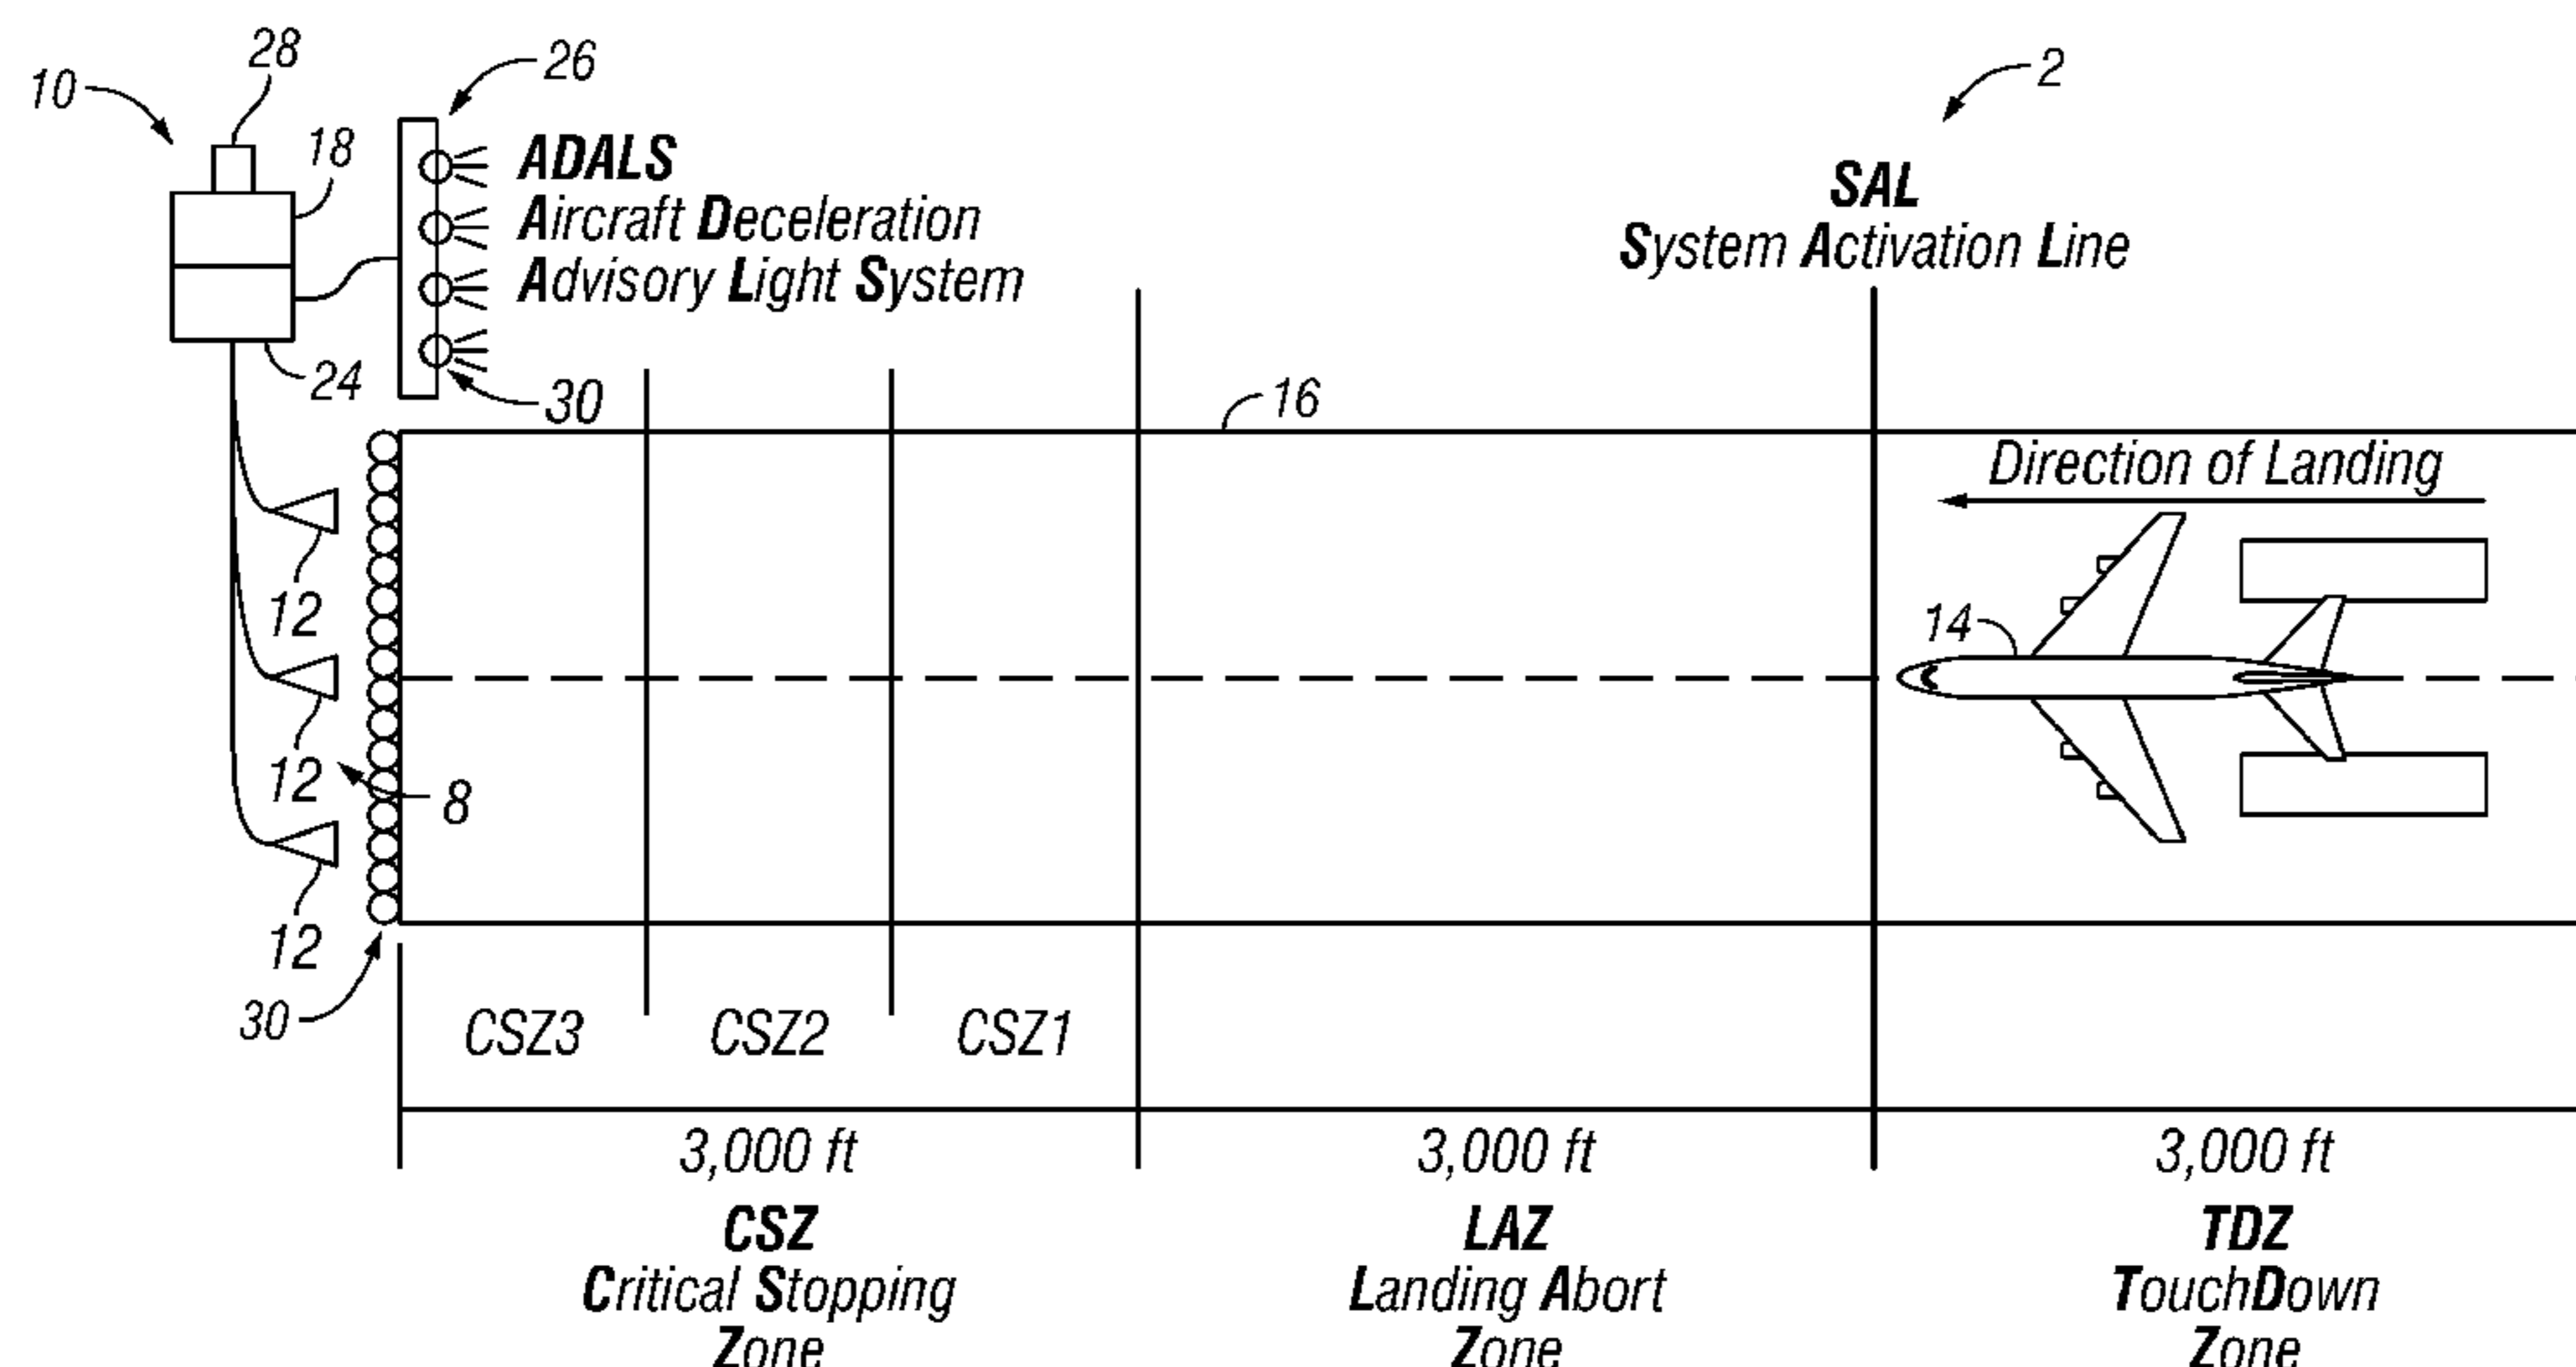 28
10
26
18
2
ADALS
Aircraft Deceleration
Advisory Light System
SAL
System Activation Line
24
30
16
Direction of Landing
12
14
12
8
12
30
CSZ3
CSZ2
CSZ1
3,000 ft
3,000 ft
3,000 ft
CSZ
Critical Stopping
Zone
LAZ
Landing Abort
Zone
TDZ
TouchDown
Zone